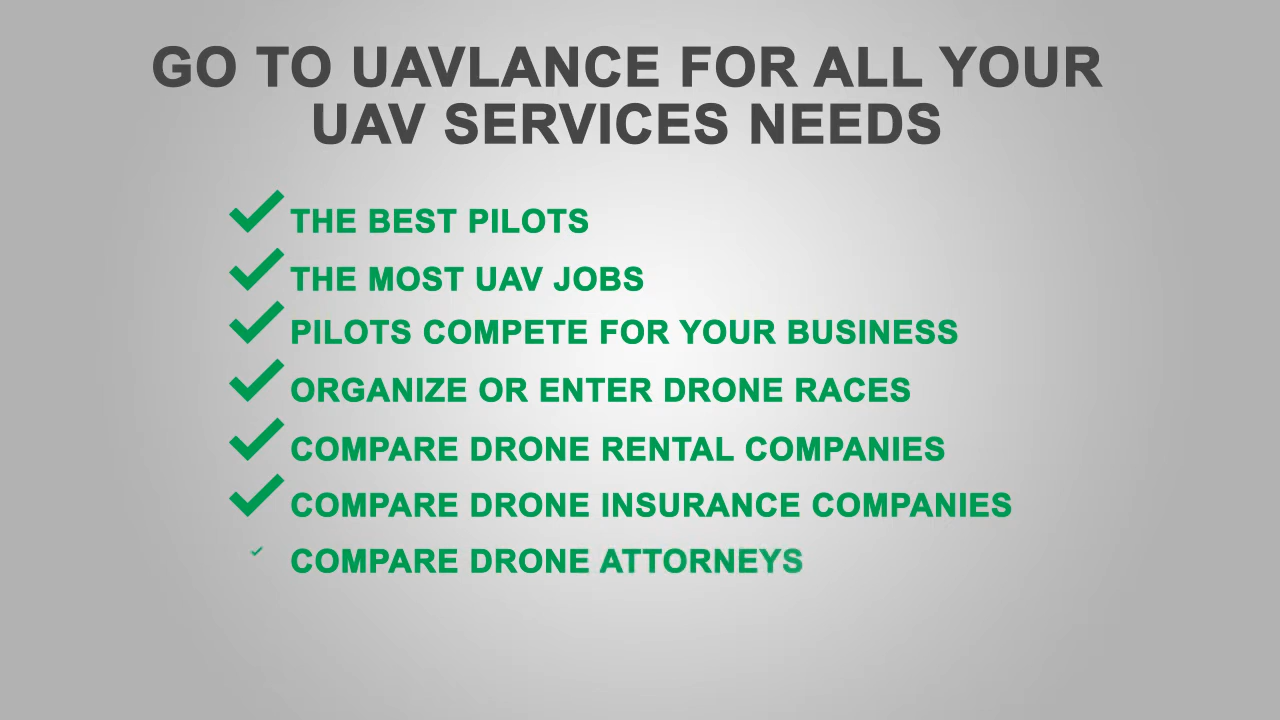 GO TO UAVLANCE FOR ALL YOUR
UAV SERVICES NEEDS
THE BEST PILOTS
THE MOST UAV JOBS
PILOTS COMPETE FOR YOUR BUSINESS
ORGANIZE OR ENTER DRONE RACES
COMPARE DRONE RENTAL COMPANIES
COMPARE DRONE INSURANCE COMPANIES
COMPARE DRONE ATTORNEYS